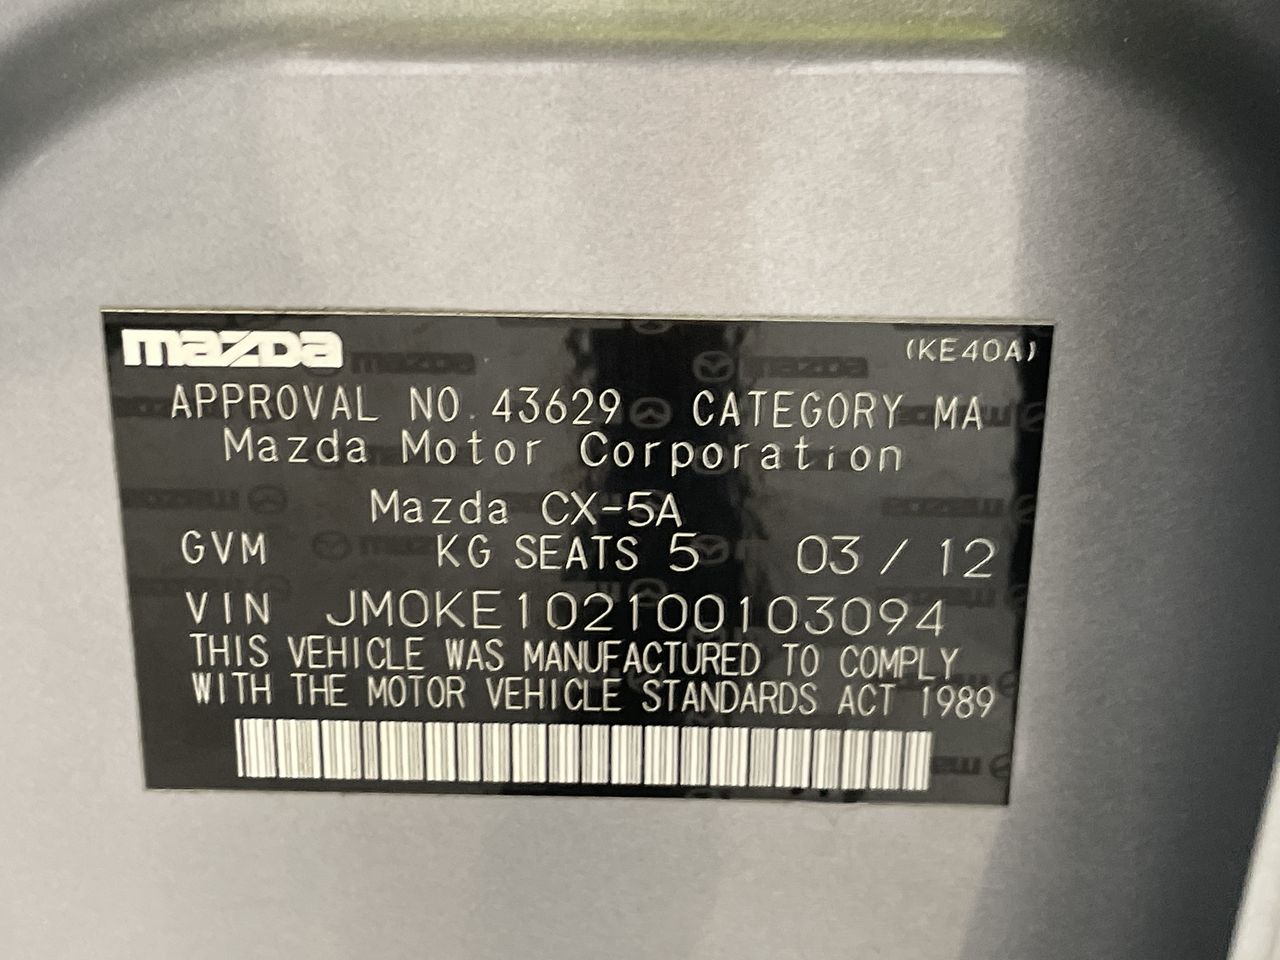 mazda (KE40A)
APPROVAL NO. 43629 CATEGORY MA
Mazda Motor Corporation
Mazda CX-5A
GVM KG SEATS 5 03 / 12
VIN JM0KE102100103094
THIS VEHICLE WAS MANUFACTURED TO COMPLY
WITH THE MOTOR VEHICLE STANDARDS ACT 1989